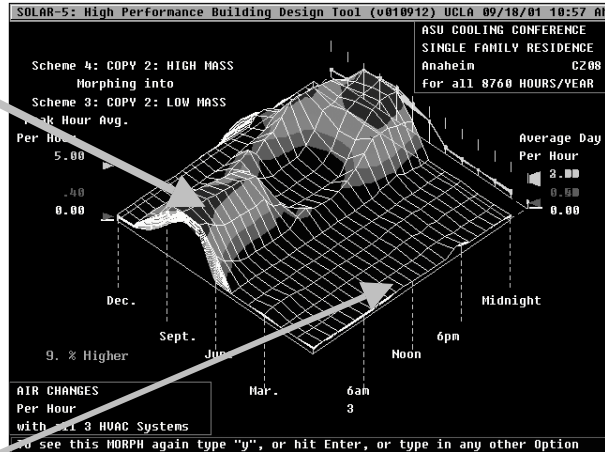 SOLAR-5: High Performance Building Design Tool (v010912) UCLA 09/18/01 10:57 AM
ASU COOLING CONFERENCE
SINGLE FAMILY RESIDENCE
Anaheim CZ08
for all 8760 HOURS/YEAR
Scheme 4: COPY 2: HIGH MASS
Morphing into
Scheme 3: COPY 2: LOW MASS
Peak Hour Avg.
Per Hour
5.00
.40
0.00
Average Day
Per Hour
3.00
0.50
0.00
Dec.
Sept.
June
Mar.
Midnight
6pm
Noon
6am
3
9. % Higher
AIR CHANGES
Per Hour
with all 3 HVAC Systems
To see this MORPH again type "y", or hit Enter, or type in any other Option